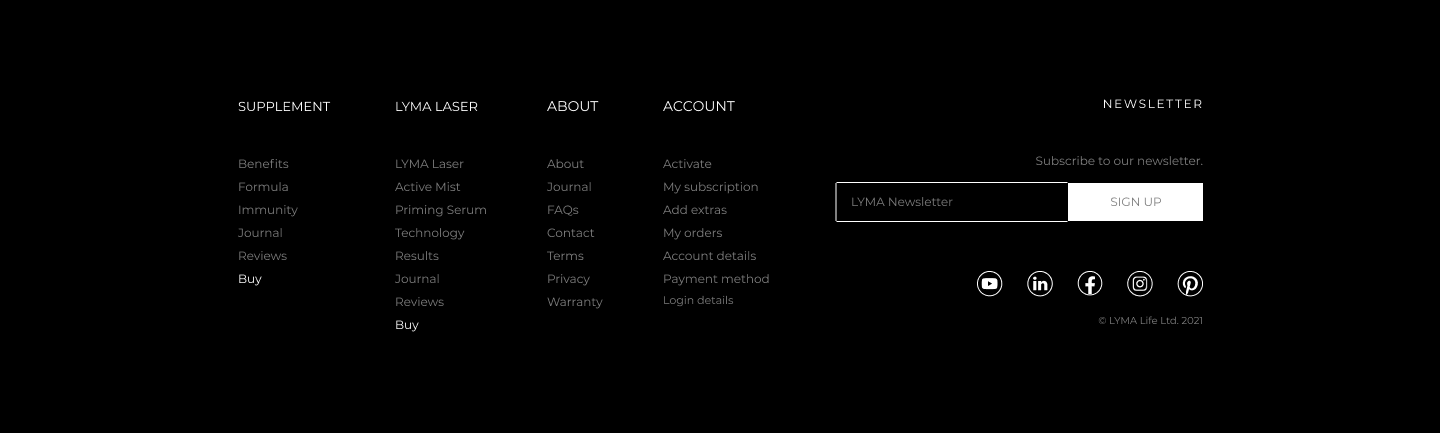 SUPPLEMENT
Benefits
Formula
Immunity
Journal
Reviews
Buy
LYMA LASER
LYMA Laser
Active Mist
Priming Serum
Technology
Results
Journal
Reviews
Buy
ABOUT
About
Journal
FAQs
Contact
Terms
Privacy
Warranty
ACCOUNT
Activate
My subscription
Add extras
My orders
Account details
Payment method
Login details
NEWSLETTER
Subscribe to our newsletter.
LYMA Newsletter
SIGN UP
© LYMA Life Ltd. 2021